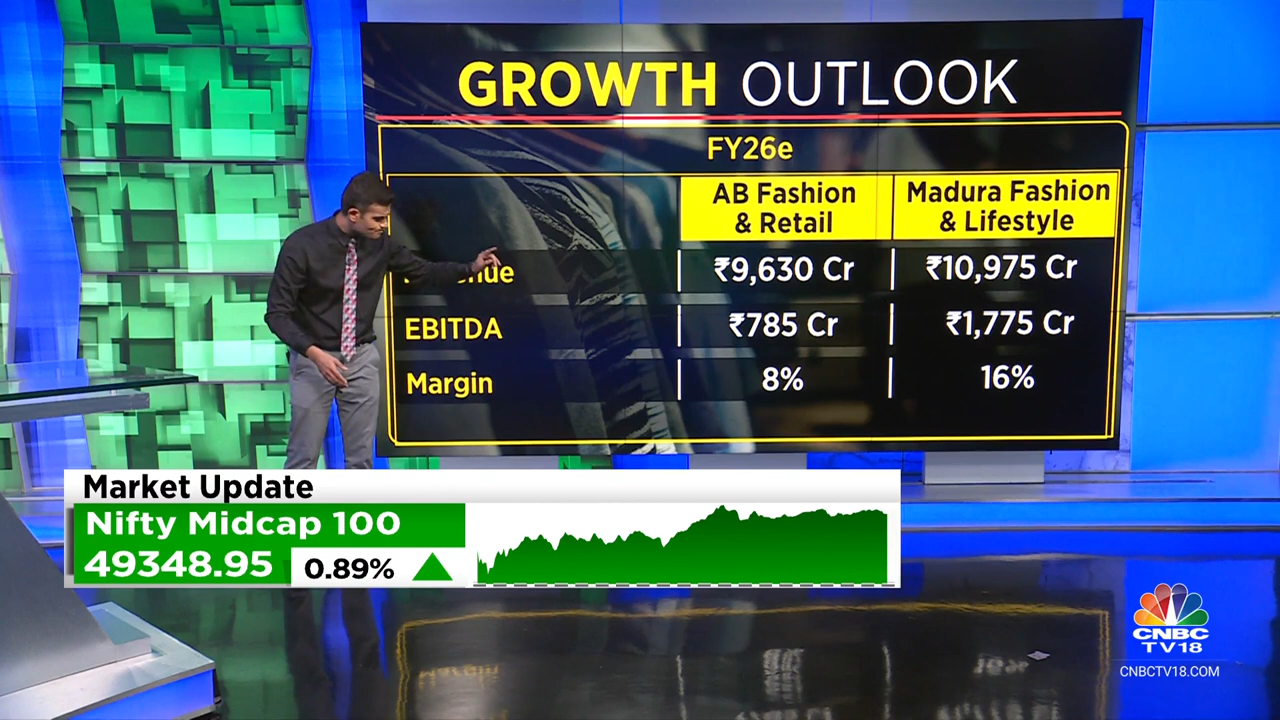 GROWTH OUTLOOK
FY26e
AB Fashion
& Retail
Madura Fashion
& Lifestyle
₹9,630 Cr ₹10,975 Cr
EBITDA ₹785 Cr ₹1,775 Cr
Margin 8% 16%
Market Update
Nifty Midcap 100
49348.95 0.89%
CNBC
TV18
CNBCTV18.COM